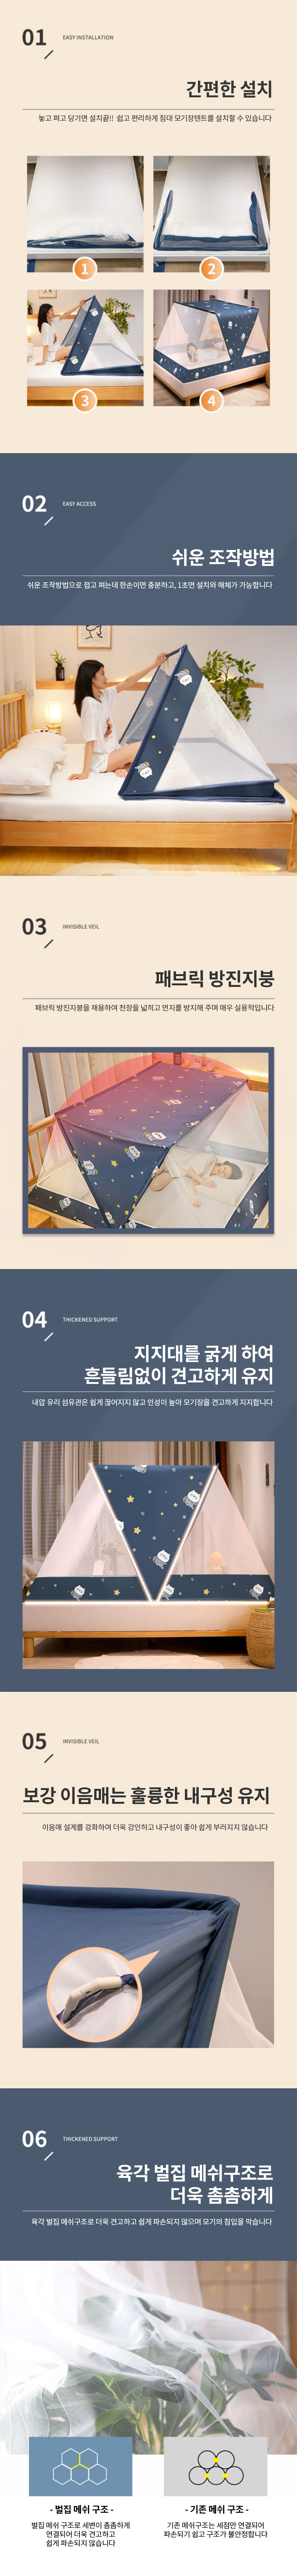 01
EASY INSTALLATION
간편한 설치
놓고 펴고 당기면 설치끝!! 쉽고 편리하게 침대 모기장텐트를 설치할 수 있습니다
1
2
3
4
02
EASY ACCESS
쉬운 조작방법
쉬운 조작방법으로 접고 펴는데 한손이면 충분하고, 1초면 설치와 해체가 가능합니다
03
INVISIBLE VEIL
패브릭 방진지붕
패브릭 방진지붕을 채용하여 천장을 넓히고 먼지를 방지해 주며 매우 실용적입니다
04
THICKENED SUPPORT
지지대를 굵게 하여
흔들림없이 견고하게 유지
내압 유리 섬유관은 쉽게 끊어지지 않고 인성이 높아 모기장을 견고하게 지지합니다
05
INVISIBLE VEIL
보강 이음매는 훌륭한 내구성 유지
이음매 설계를 강화하여 더욱 강인하고 내구성이 좋아 쉽게 부러지지 않습니다
06
THICKENED SUPPORT
육각 벌집 메쉬구조로
더욱 촘촘하게
육각 벌집 메쉬구조로 더욱 견고하고 쉽게 파손되지 않으며 모기의 침입을 막습니다
- 벌집 메쉬 구조 -
벌집 메쉬 구조로 세변이 촘촘하게
연결되어 더욱 견고하고
쉽게 파손되지 않습니다
- 기존 메쉬 구조 -
기존 메쉬구조는 세점만 연결되어
파손되기 쉽고 구조가 불안정합니다